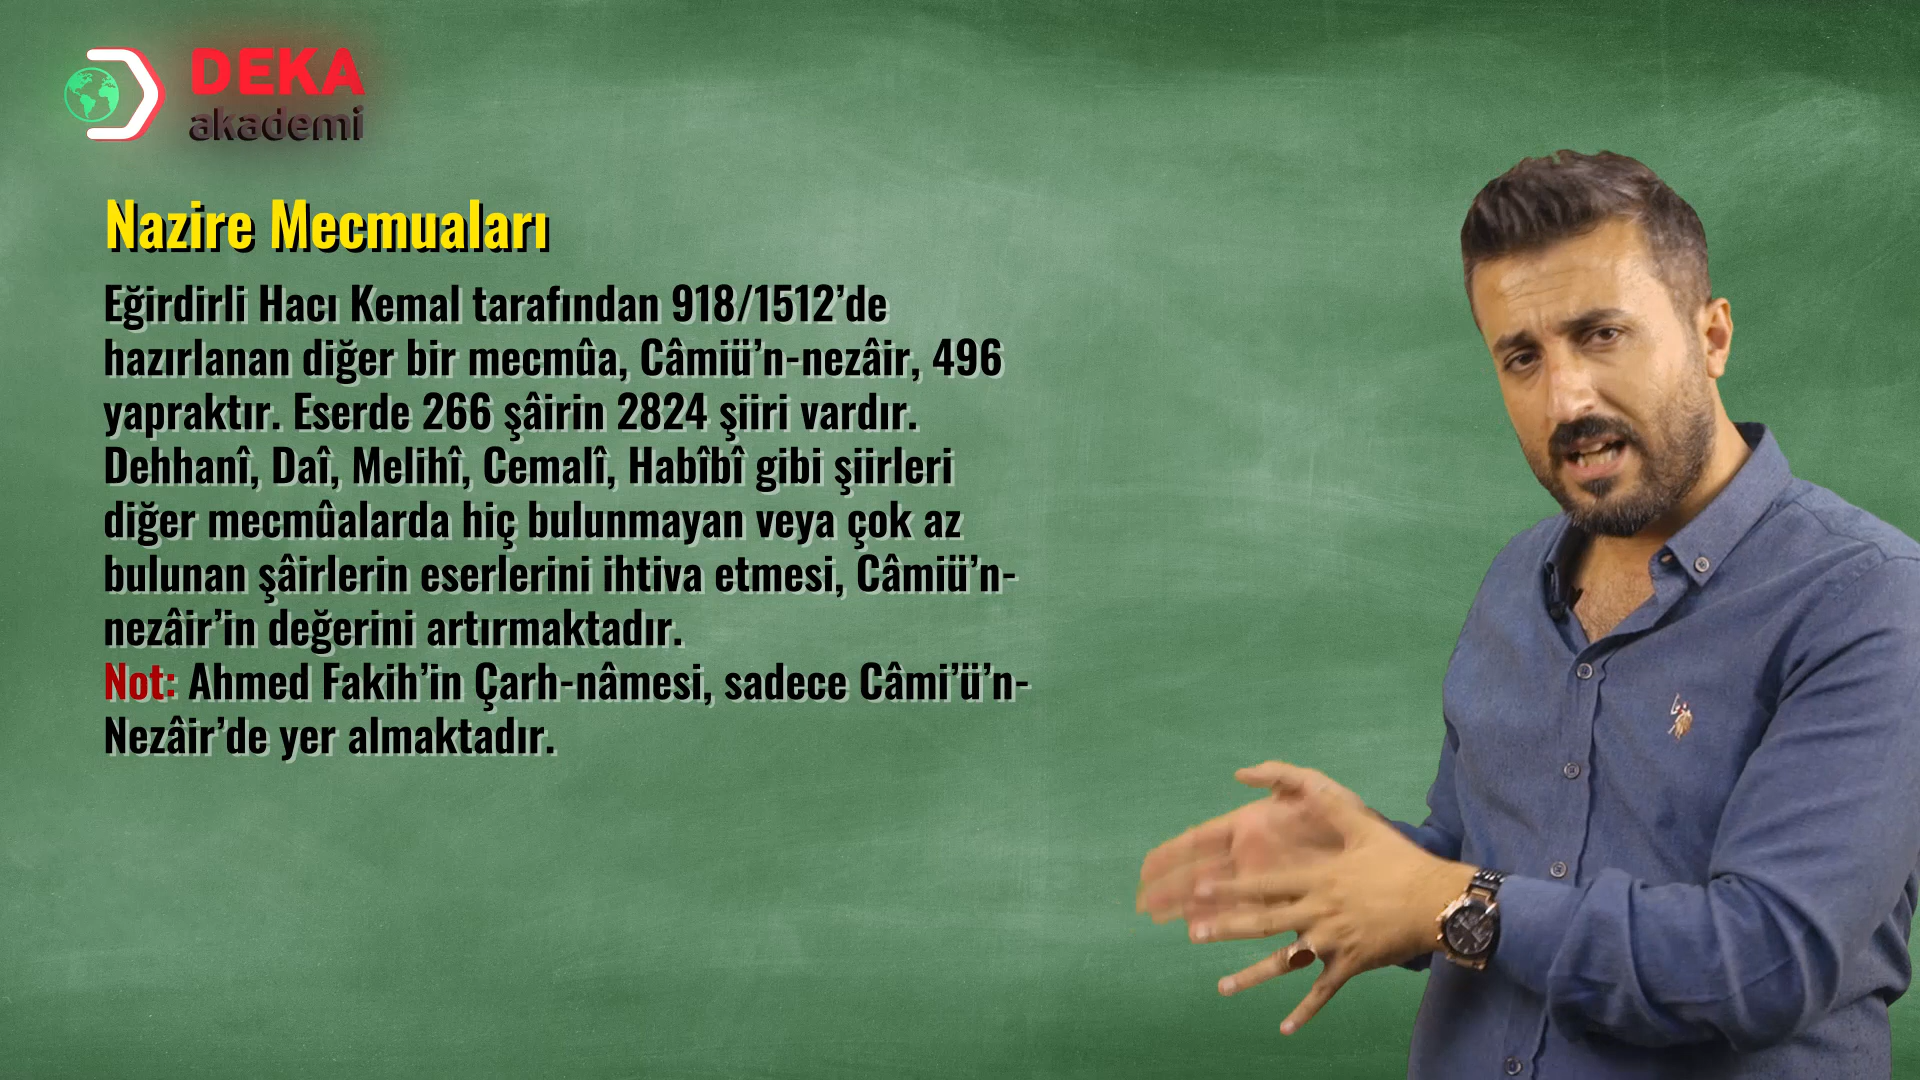 DEKA
akademi
Nazire Mecmuaları
Eğirdirli Hacı Kemal tarafından 918/1512’de
hazırlanan diğer bir mecmûa, Câmiü’n-nezâir, 496
yapraktır. Eserde 266 şâirin 2824 şiiri vardır.
Dehhanî, Daî, Melihî, Cemalî, Habîbî gibi şiirleri
diğer mecmûalarda hiç bulunmayan veya çok az
bulunan şâirlerin eserlerini ihtiva etmesi, Câmiü’n-
nezâir’in değerini artırmaktadır.
Not: Ahmed Fakih’in Çarh-nâmesi, sadece Câmi’ü’n-
Nezâir’de yer almaktadır.